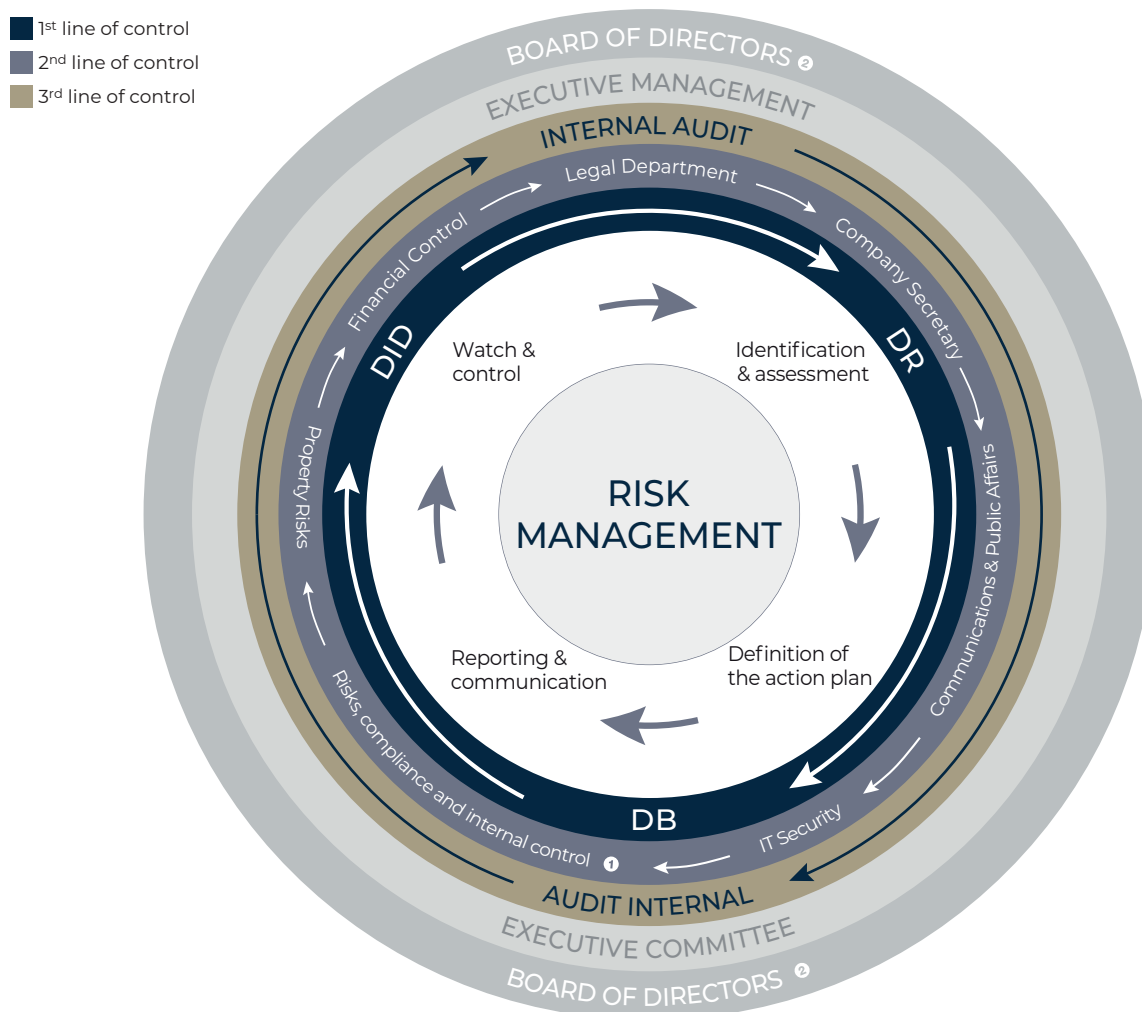 1st line of control
2nd line of control
3rd line of control
BOARD OF DIRECTORS 2
EXECUTIVE MANAGEMENT
INTERNAL AUDIT
Legal Department
Company Secretary
Communications & Public Affairs
IT Security
Risks, compliance and internal control 1
Property Risks
Financial Control
DID
DR
DB
Watch &
control
Identification
& assessment
RISK
MANAGEMENT
Reporting &
communication
Definition of
the action plan
AUDIT INTERNAL
EXECUTIVE COMMITTEE
BOARD OF DIRECTORS 2